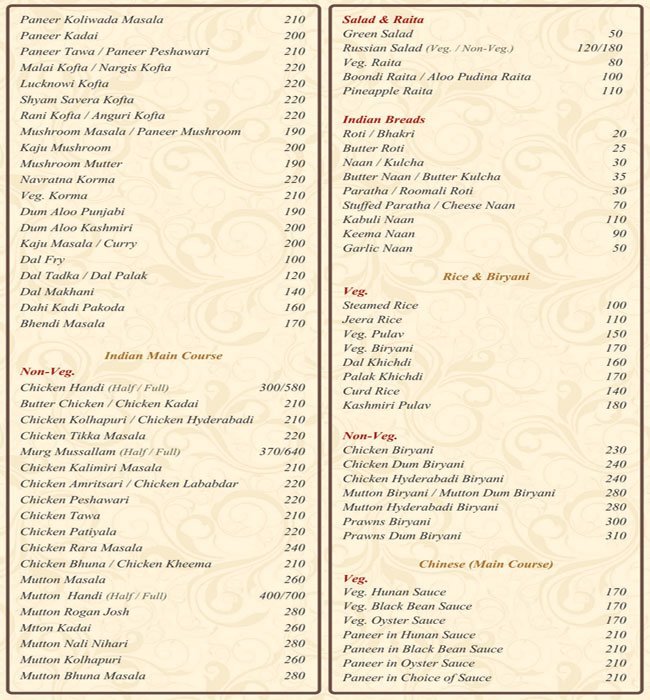 Paneer Koliwada Masala 210
Paneer Kadai 200
Paneer Tawa / Paneer Peshawari 210
Malai Kofta / Nargis Kofta 220
Lucknowi Kofta 220
Shyam Savera Kofta 220
Rani Kofta / Anguri Kofta 220
Mushroom Masala / Paneer Mushroom 190
Kaju Mushroom 200
Mushroom Mutter 190
Navratna Korma 220
Veg. Korma 210
Dum Aloo Punjabi 190
Dum Aloo Kashmiri 200
Kaju Masala / Curry 200
Dal Fry 100
Dal Tadka / Dal Palak 120
Dal Makhani 140
Dahi Kadi Pakoda 160
Bhendi Masala 170
Indian Main Course
Non-Veg.
Chicken Handi (Half / Full) 300/580
Butter Chicken / Chicken Kadai 210
Chicken Kolhapuri / Chicken Hyderabadi 210
Chicken Tikka Masala 220
Murg Mussallam (Half / Full) 370/640
Chicken Kalimiri Masala 210
Chicken Amritsari / Chicken Lababdar 220
Chicken Peshawari 220
Chicken Tawa 210
Chicken Patiyala 220
Chicken Rara Masala 240
Chicken Bhuna / Chicken Kheema 210
Mutton Masala 260
Mutton Handi (Half / Full) 400/700
Mutton Rogan Josh 280
Mtton Kadai 260
Mutton Nali Nihari 280
Mutton Kolhapuri 260
Mutton Bhuna Masala 280
Salad & Raita
Green Salad 50
Russian Salad (Veg. / Non-Veg.) 120/180
Veg. Raita 80
Boondi Raita / Aloo Pudina Raita 100
Pineapple Raita 110
Indian Breads
Roti / Bhakri 20
Butter Roti 25
Naan / Kulcha 30
Butter Naan / Butter Kulcha 35
Paratha / Roomali Roti 30
Stuffed Paratha / Cheese Naan 70
Kabuli Naan 110
Keema Naan 90
Garlic Naan 50
Rice & Biryani
Veg.
Steamed Rice 100
Jeera Rice 110
Veg. Pulav 150
Veg. Biryani 170
Dal Khichdi 160
Palak Khichdi 170
Curd Rice 140
Kashmiri Pulav 180
Non-Veg.
Chicken Biryani 230
Chicken Dum Biryani 240
Chicken Hyderabadi Biryani 240
Mutton Biryani / Mutton Dum Biryani 280
Mutton Hyderabadi Biryani 280
Prawns Biryani 300
Prawns Dum Biryani 310
Chinese (Main Course)
Veg.
Veg. Hunan Sauce 170
Veg. Black Bean Sauce 170
Veg. Oyster Sauce 170
Paneer in Hunan Sauce 210
Paneen in Black Bean Sauce 210
Paneer in Oyster Sauce 210
Paneer in Choice of Sauce 210